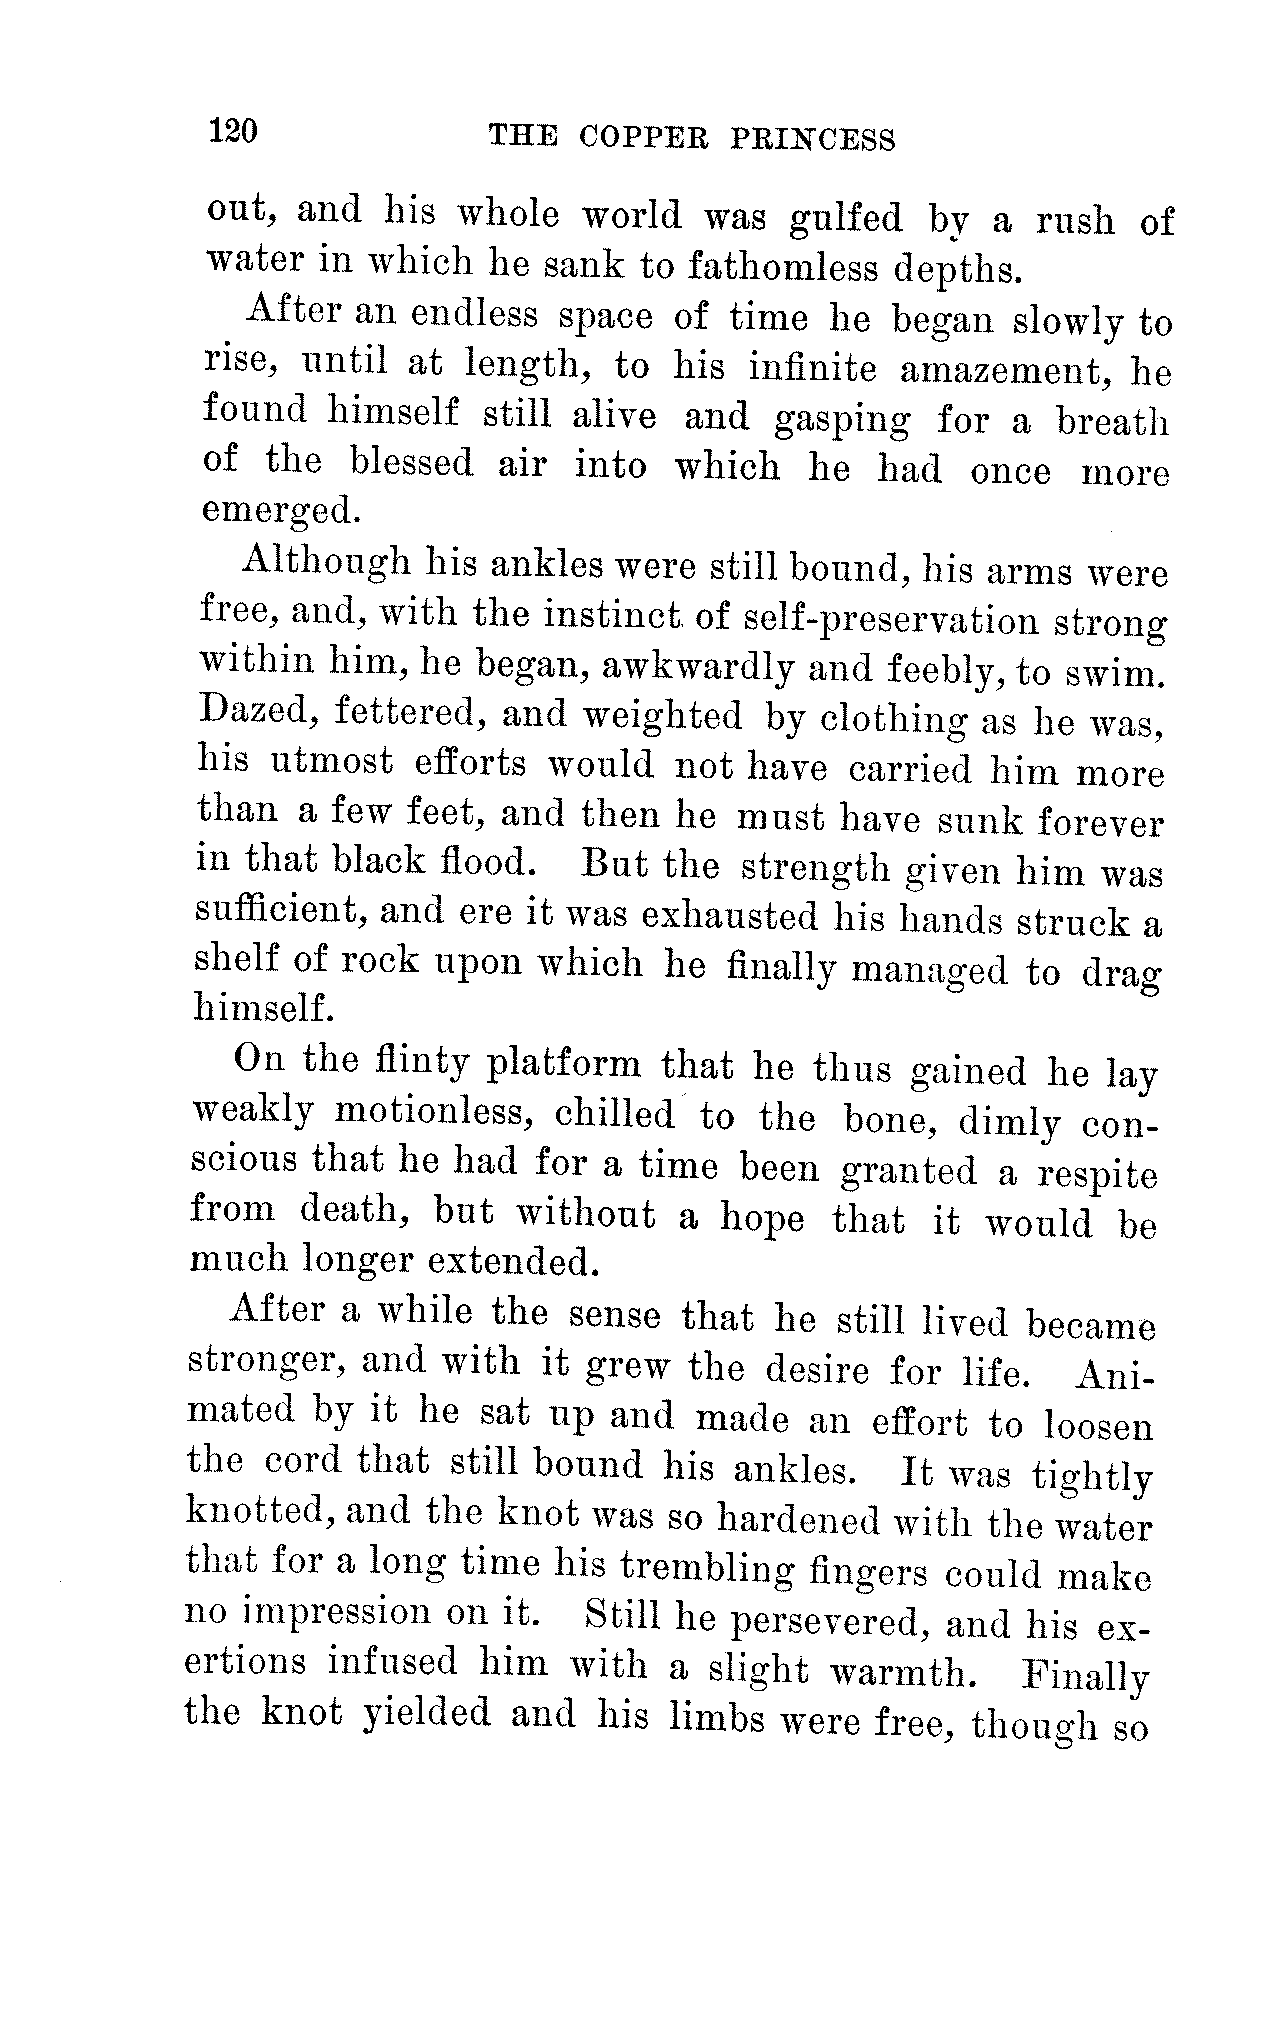 120 THE COPPER PRINCESS
out, and his whole world was gulfed by a rush of
water in which he sank to fathomless depths.
After an endless space of time he began slowly to
rise, until at length, to his infinite amazement, he
found himself still alive and gasping for a breath
of the blessed air into which he had once more
emerged.
Although his ankles were still bound, his arms were
free, and, with the instinct of self-preservation strong
within him, he began, awkwardly and feebly, to swim.
Dazed, fettered, and weighted by clothing as he was,
his utmost efforts would not have carried him more
than a few feet, and then he must have sunk forever
in that black flood. But the strength given him was
sufficient, and ere it was exhausted his hands struck a
shelf of rock upon which he finally managed to drag
himself.
On the flinty platform that he thus gained he lay
weakly motionless, chilled to the bone, dimly con-
scious that he had for a time been granted a respite
from death, but without a hope that it would be
much longer extended.
After a while the sense that he still lived became
stronger, and with it grew the desire for life. Ani-
mated by it he sat up and made an effort to loosen
the cord that still bound his ankles. It was tightly
knotted, and the knot was so hardened with the water
that for a long time his trembling fingers could make
no impression on it. Still he persevered, and his ex-
ertions infused him with a slight warmth. Finally
the knot yielded and his limbs were free, though so